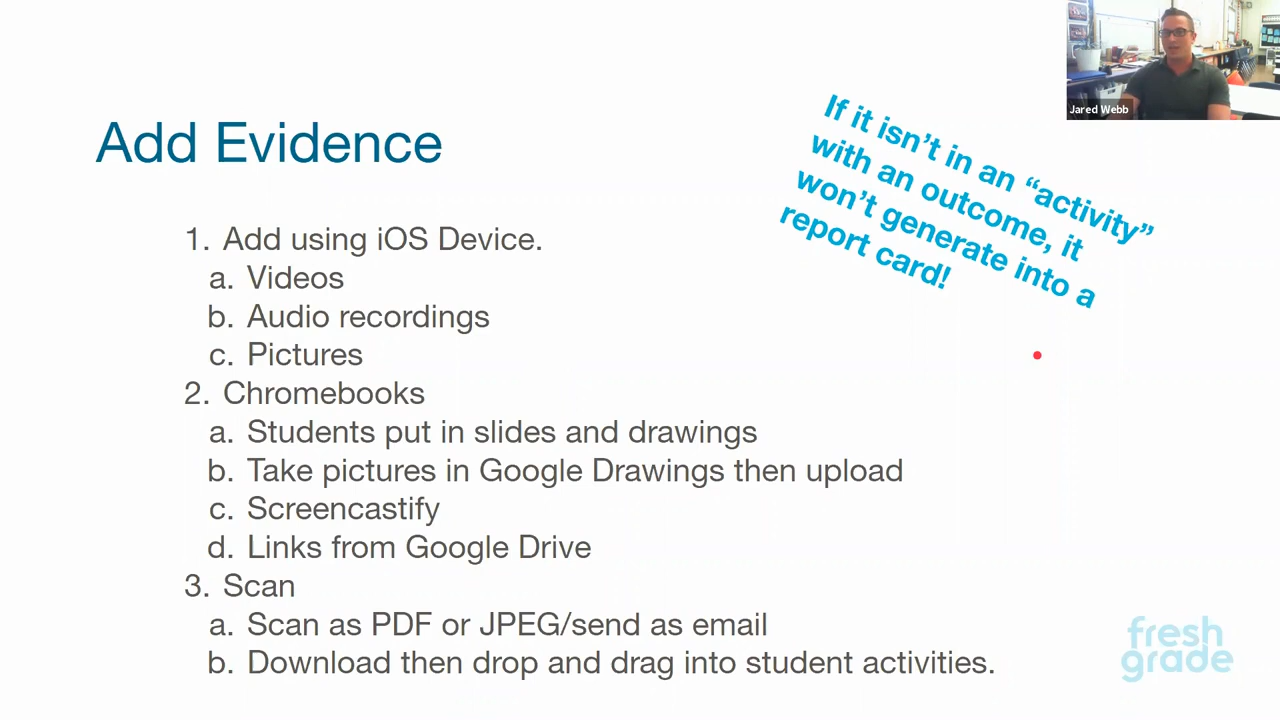 Jared Webb
Add Evidence
If it isn't in an “activity”
with an outcome, it
won't generate into a
report card!
1. Add using iOS Device.
a. Videos
b. Audio recordings
c. Pictures
2. Chromebooks
a. Students put in slides and drawings
b. Take pictures in Google Drawings then upload
c. Screencastify
d. Links from Google Drive
3. Scan
a. Scan as PDF or JPEG/send as email
b. Download then drop and drag into student activities.
fresh
grade